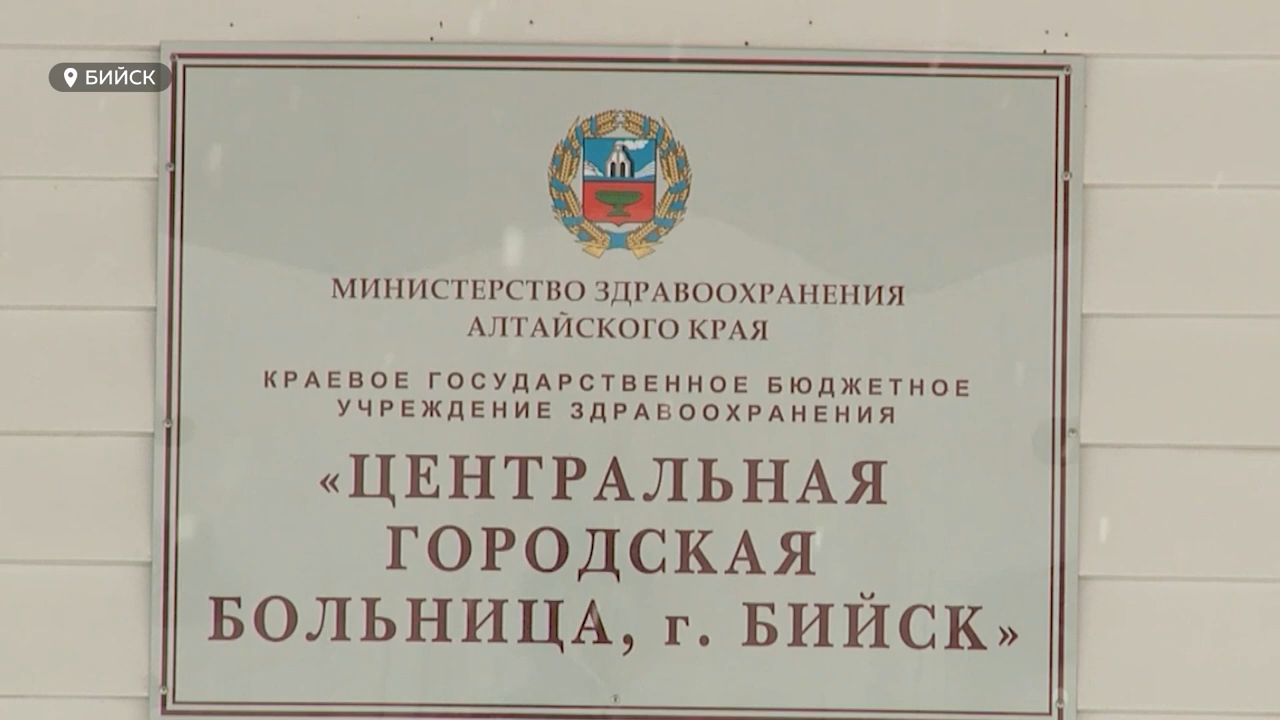 БИЙСК
МИНИСТЕРСТВО ЗДРАВООХРАНЕНИЯ
АЛТАЙСКОГО КРАЯ
КРАЕВОЕ ГОСУДАРСТВЕННОЕ БЮДЖЕТНОЕ
УЧРЕЖДЕНИЕ ЗДРАВООХРАНЕНИЯ
«ЦЕНТРАЛЬНАЯ
ГОРОДСКАЯ
БОЛЬНИЦА, г. БИЙСК»